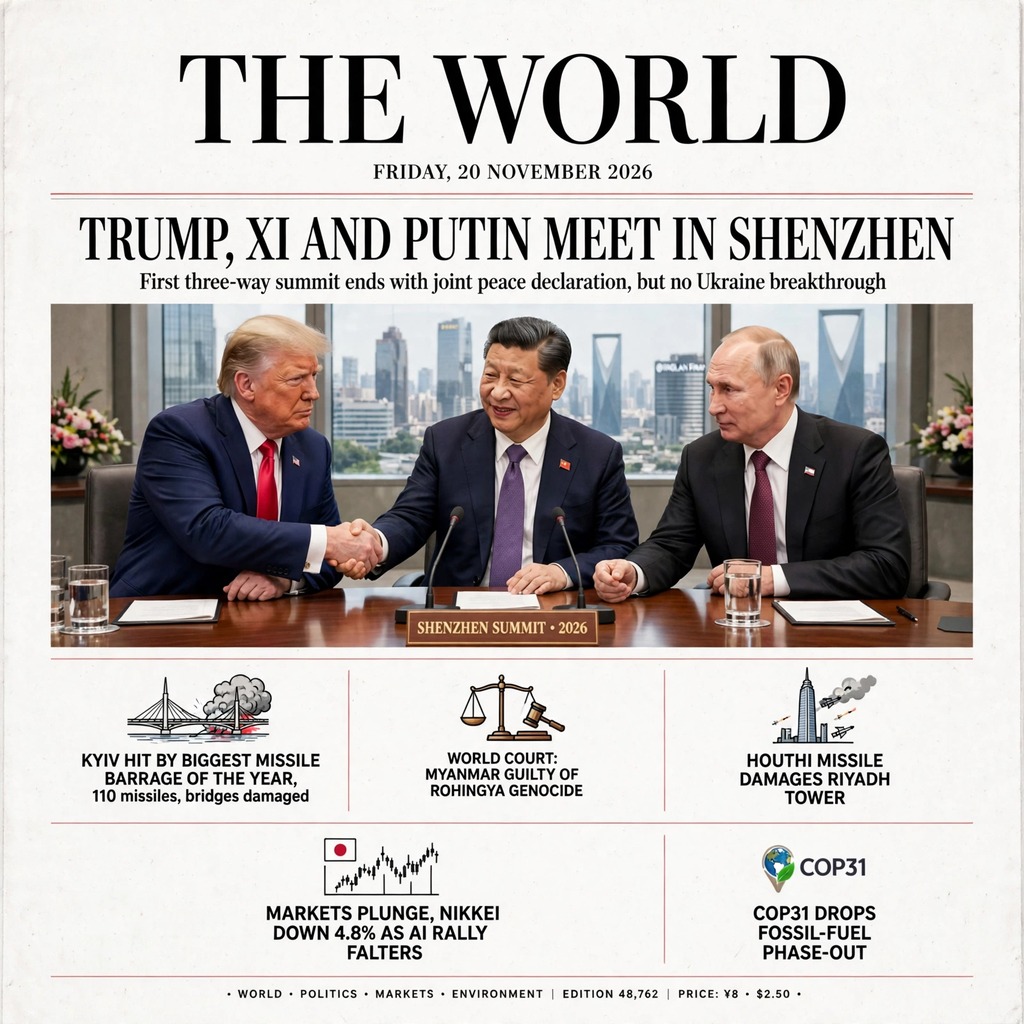 THE WORLD
FRIDAY, 20 NOVEMBER 2026
TRUMP, XI AND PUTIN MEET IN SHENZHEN
First three-way summit ends with joint peace declaration, but no Ukraine breakthrough
SHENZHEN SUMMIT • 2026
KYIV HIT BY BIGGEST MISSILE
BARRAGE OF THE YEAR,
110 missiles, bridges damaged
WORLD COURT:
MYANMAR GUILTY OF
ROHINGYA GENOCIDE
HOUTHI MISSILE
DAMAGES RIYADH
TOWER
MARKETS PLUNGE, NIKKEI
DOWN 4.8% AS AI RALLY
FALTERS
COP31
COP31 DROPS
FOSSIL-FUEL
PHASE-OUT
• WORLD • POLITICS • MARKETS • ENVIRONMENT | EDITION 48,762 | PRICE: ¥8 • $2.50 •